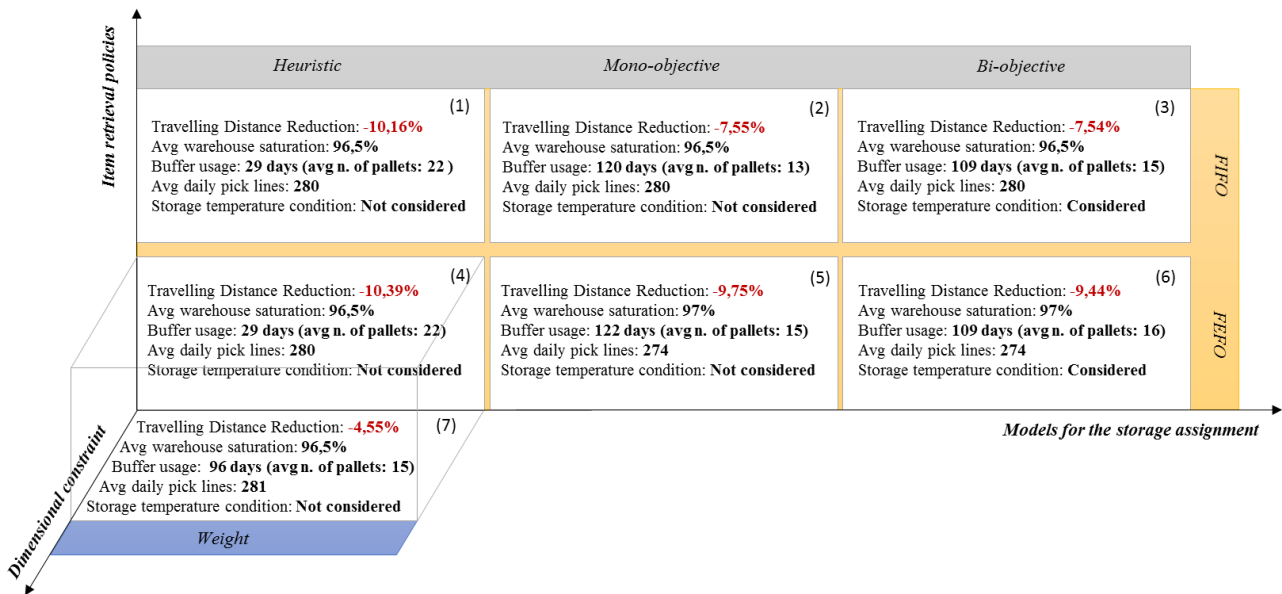 Item retrieval policies
Heuristic
Mono-objective
Bi-objective
(1)
Travelling Distance Reduction: -10,16%
Avg warehouse saturation: 96,5%
Buffer usage: 29 days (avg n. of pallets: 22 )
Avg daily pick lines: 280
Storage temperature condition: Not considered
(2)
Travelling Distance Reduction: -7,55%
Avg warehouse saturation: 96,5%
Buffer usage: 120 days (avg n. of pallets: 13)
Avg daily pick lines: 280
Storage temperature condition: Not considered
(3)
Travelling Distance Reduction: -7,54%
Avg warehouse saturation: 96,5%
Buffer usage: 109 days (avg n. of pallets: 15)
Avg daily pick lines: 280
Storage temperature condition: Considered
FIFO
(4)
Travelling Distance Reduction: -10,39%
Avg warehouse saturation: 96,5%
Buffer usage: 29 days (avg n. of pallets: 22)
Avg daily pick lines: 280
Storage temperature condition: Not considered
(5)
Travelling Distance Reduction: -9,75%
Avg warehouse saturation: 97%
Buffer usage: 122 days (avg n. of pallets: 15)
Avg daily pick lines: 274
Storage temperature condition: Not considered
(6)
Travelling Distance Reduction: -9,44%
Avg warehouse saturation: 97%
Buffer usage: 109 days (avg n. of pallets: 16)
Avg daily pick lines: 274
Storage temperature condition: Considered
FEFO
(7)
Travelling Distance Reduction: -4,55%
Avg warehouse saturation: 96,5%
Buffer usage: 96 days (avg n. of pallets: 15)
Avg daily pick lines: 281
Storage temperature condition: Not considered
Models for the storage assignment
Dimensional constraint
Weight